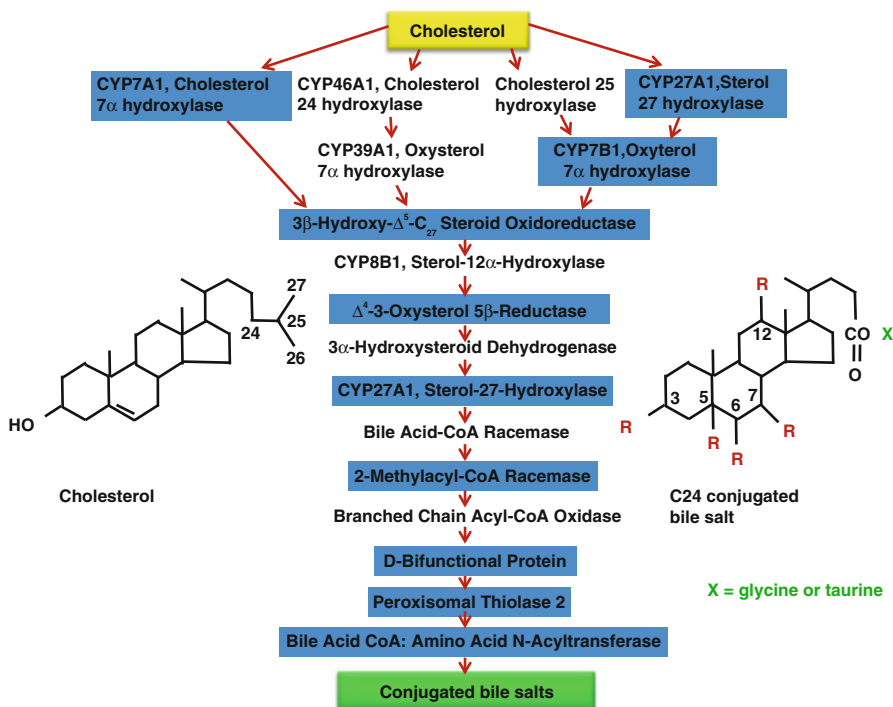 Cholesterol
CYP7A1, Cholesterol
7α hydroxylase
CYP46A1, Cholesterol
24 hydroxylase
Cholesterol 25
hydroxylase
CYP27A1,Sterol
27 hydroxylase
CYP39A1, Oxysterol
7α hydroxylase
CYP7B1,Oxyterol
7α hydroxylase
3β-Hydroxy-Δ⁵-C₂₇ Steroid Oxidoreductase
CYP8B1, Sterol-12α-Hydroxylase
Δ⁴-3-Oxysterol 5β-Reductase
3α-Hydroxysteroid Dehydrogenase
CYP27A1, Sterol-27-Hydroxylase
Bile Acid-CoA Racemase
2-Methylacyl-CoA Racemase
Branched Chain Acyl-CoA Oxidase
D-Bifunctional Protein
Peroxisomal Thiolase 2
Bile Acid CoA: Amino Acid N-Acyltransferase
Conjugated bile salts
27
24
25
26
HO
Cholesterol
R
12
CO
X
O
3
5
6
7
R
R
R
R
C24 conjugated
bile salt
X = glycine or taurine